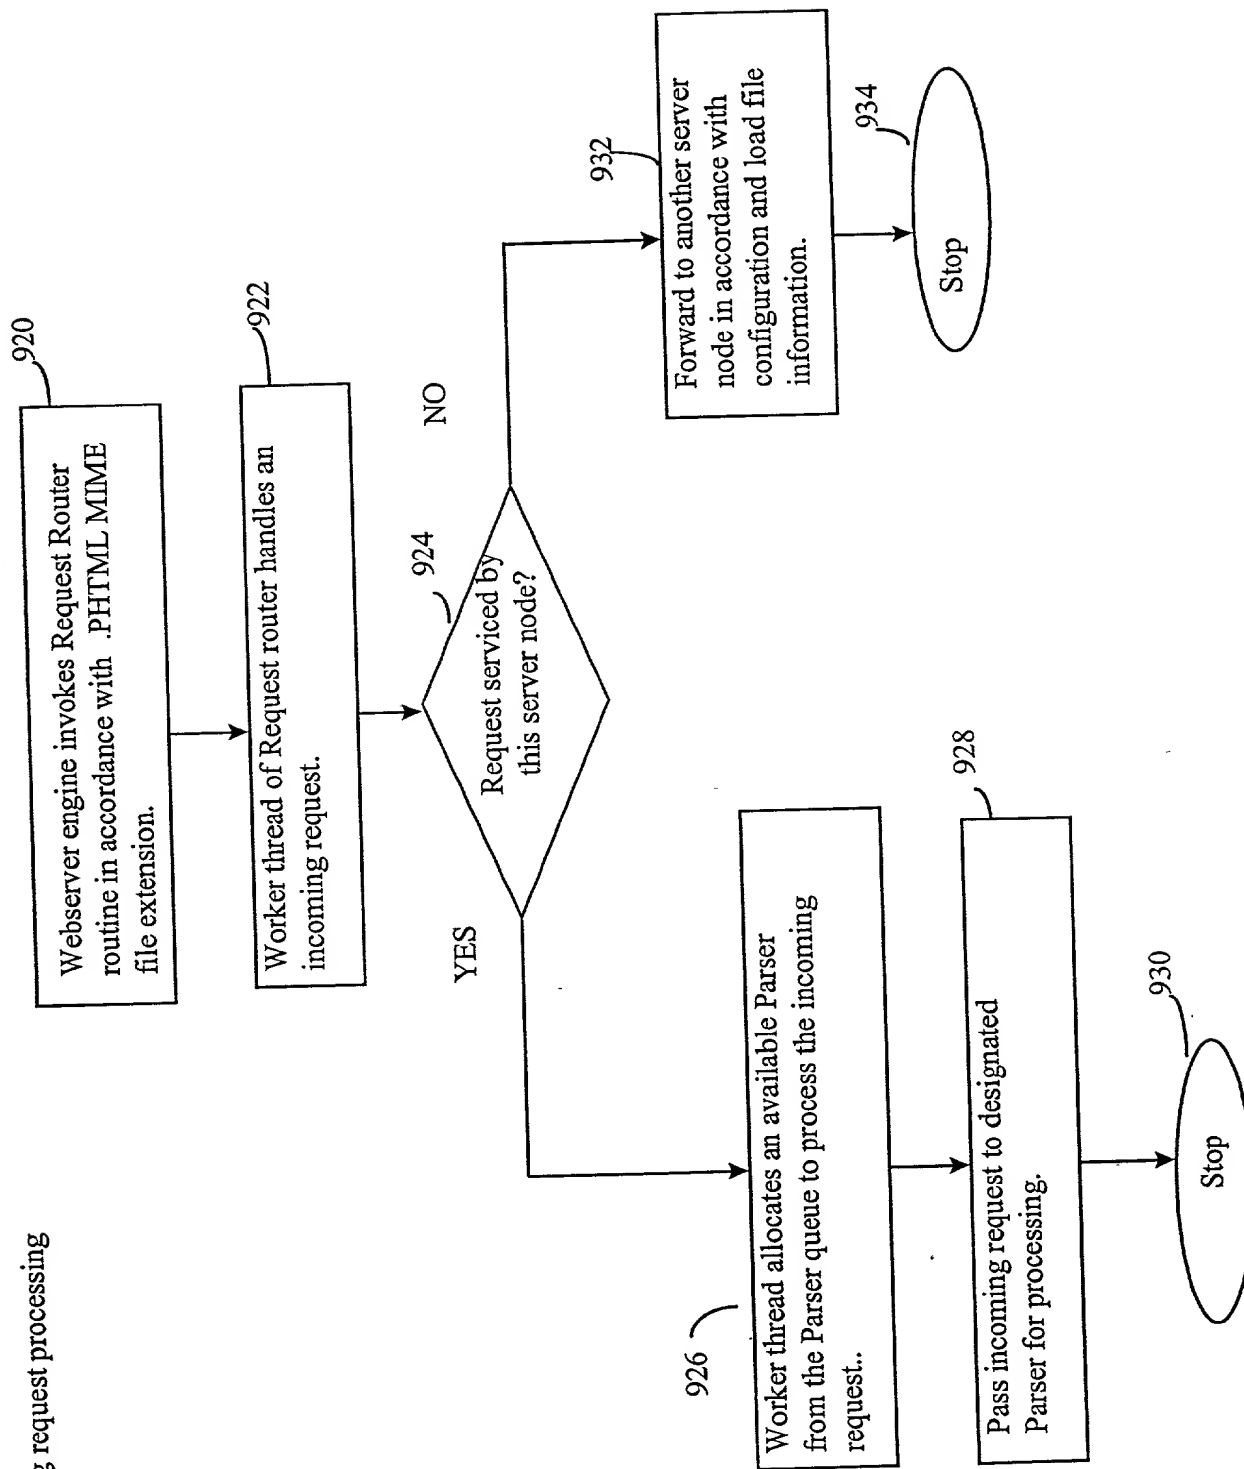 g request processing
920
Webserver engine invokes Request Router
routine in accordance with .PHTML MIME
file extension.
922
Worker thread of Request router handles an
incoming request.
924
Request serviced by
this server node?
YES
NO
926
Worker thread allocates an available Parser
from the Parser queue to process the incoming
request..
928
Pass incoming request to designated
Parser for processing.
930
Stop
932
Forward to another server
node in accordance with
configuration and load file
information.
934
Stop